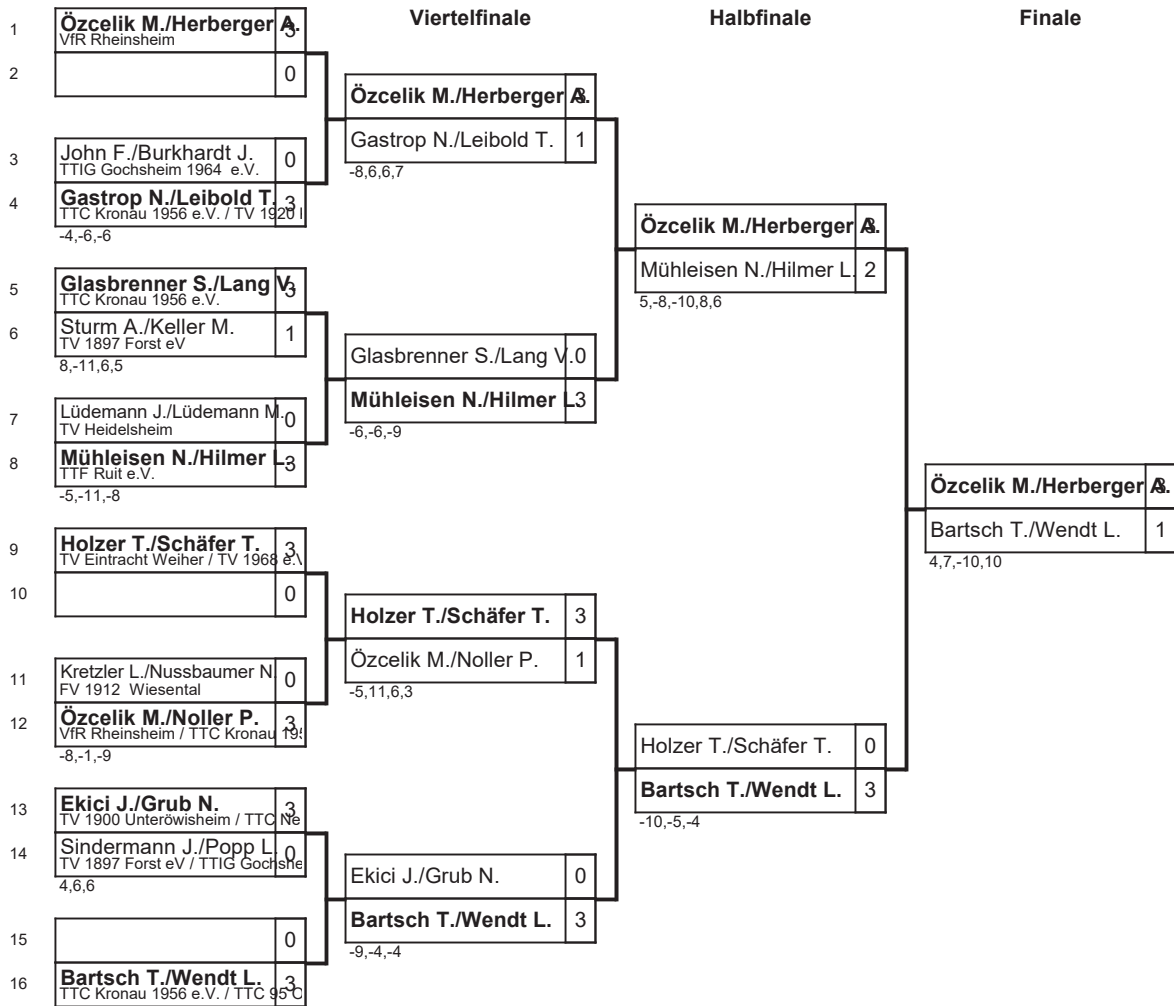 Viertelfinale
Halbfinale
Finale
1
Özcelik M./Herberger A. 3
VfR Rheinsheim
2
0
3
John F./Burkhardt J. 0
TTIG Gochsheim 1964 e.V.
4
Gastrop N./Leibold T. 3
TTC Kronau 1956 e.V. / TV 1920
-4,-6,-6
5
Glasbrenner S./Lang V. 3
TTC Kronau 1956 e.V.
6
Sturm A./Keller M. 1
TV 1897 Forst eV
8,-11,6,5
7
Lüdemann J./Lüdemann M. 0
TV Heidelsheim
8
Mühleisen N./Hilmer L. 3
TTF Ruit e.V.
-5,-11,-8
9
Holzer T./Schäfer T. 3
TV Eintracht Weiher / TV 1968 e.V
10
0
11
Kretzler L./Nussbaumer N. 0
FV 1912 Wiesental
12
Özcelik M./Noller P. 3
VfR Rheinsheim / TTC Kronau 195
-8,-1,-9
13
Ekici J./Grub N. 3
TV 1900 Unteröwisheim / TTC Ne
14
Sindermann J./Popp L. 0
TV 1897 Forst eV / TTIG Gochshe
4,6,6
15
0
16
Bartsch T./Wendt L. 3
TTC Kronau 1956 e.V. / TTC 95 O
Özcelik M./Herberger A. 3
Gastrop N./Leibold T. 1
-8,6,6,7
Glasbrenner S./Lang V. 0
Mühleisen N./Hilmer L. 3
-6,-6,-9
Holzer T./Schäfer T. 3
Özcelik M./Noller P. 1
-5,11,6,3
Ekici J./Grub N. 0
Bartsch T./Wendt L. 3
-9,-4,-4
Özcelik M./Herberger A. 3
Mühleisen N./Hilmer L. 2
5,-8,-10,8,6
Holzer T./Schäfer T. 0
Bartsch T./Wendt L. 3
-10,-5,-4
Özcelik M./Herberger A. 3
Bartsch T./Wendt L. 1
4,7,-10,10